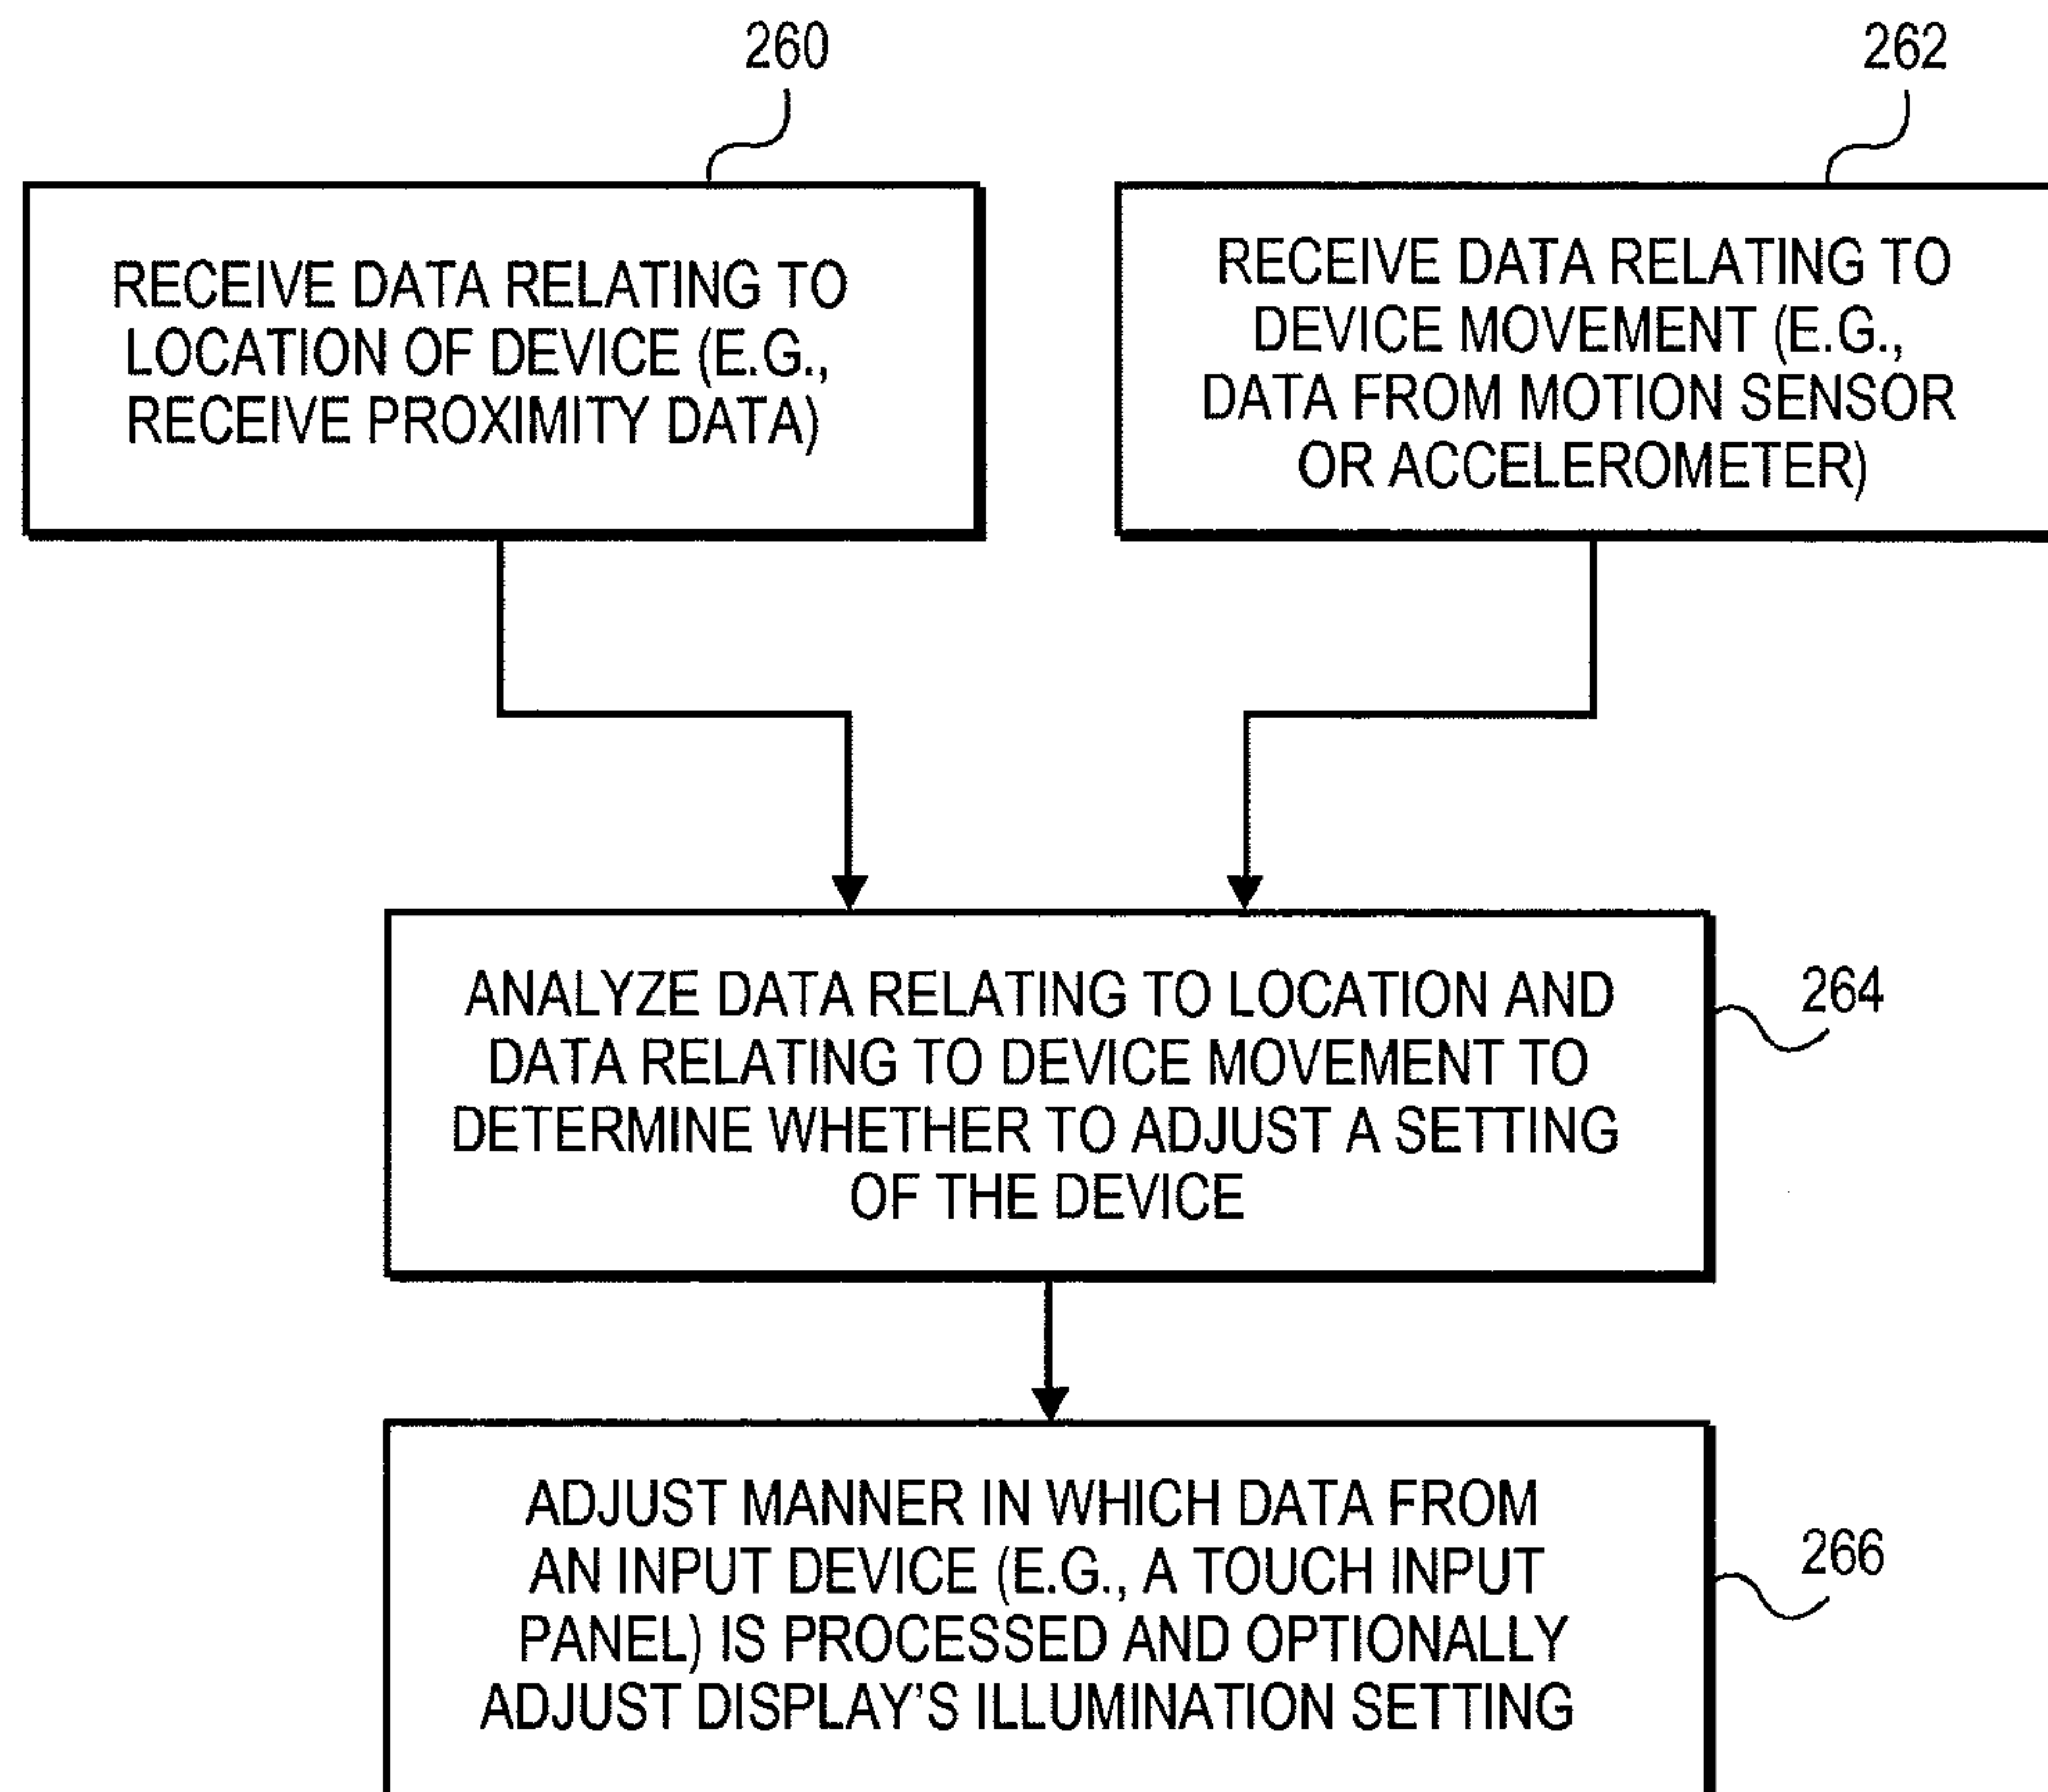 260
262
RECEIVE DATA RELATING TO
LOCATION OF DEVICE (E.G.,
RECEIVE PROXIMITY DATA)
RECEIVE DATA RELATING TO
DEVICE MOVEMENT (E.G.,
DATA FROM MOTION SENSOR
OR ACCELEROMETER)
ANALYZE DATA RELATING TO LOCATION AND
DATA RELATING TO DEVICE MOVEMENT TO
DETERMINE WHETHER TO ADJUST A SETTING
OF THE DEVICE
264
ADJUST MANNER IN WHICH DATA FROM
AN INPUT DEVICE (E.G., A TOUCH INPUT
PANEL) IS PROCESSED AND OPTIONALLY
ADJUST DISPLAY'S ILLUMINATION SETTING
266